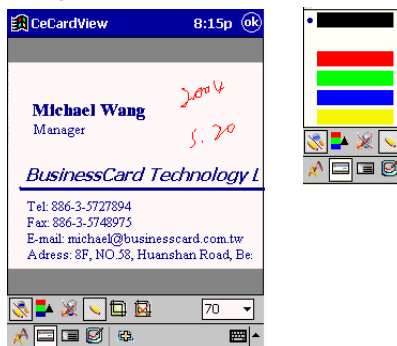 CeCardView 8:15p ok
2004
Michael Wang
Manager
5.20
BusinessCard Technology L
Tel: 886-3-5727894
Fax: 886-3-5748975
E-mail: michael@businesscard.com.tw
Adress: 8F, NO.58, Huanshan Road, Be:
70